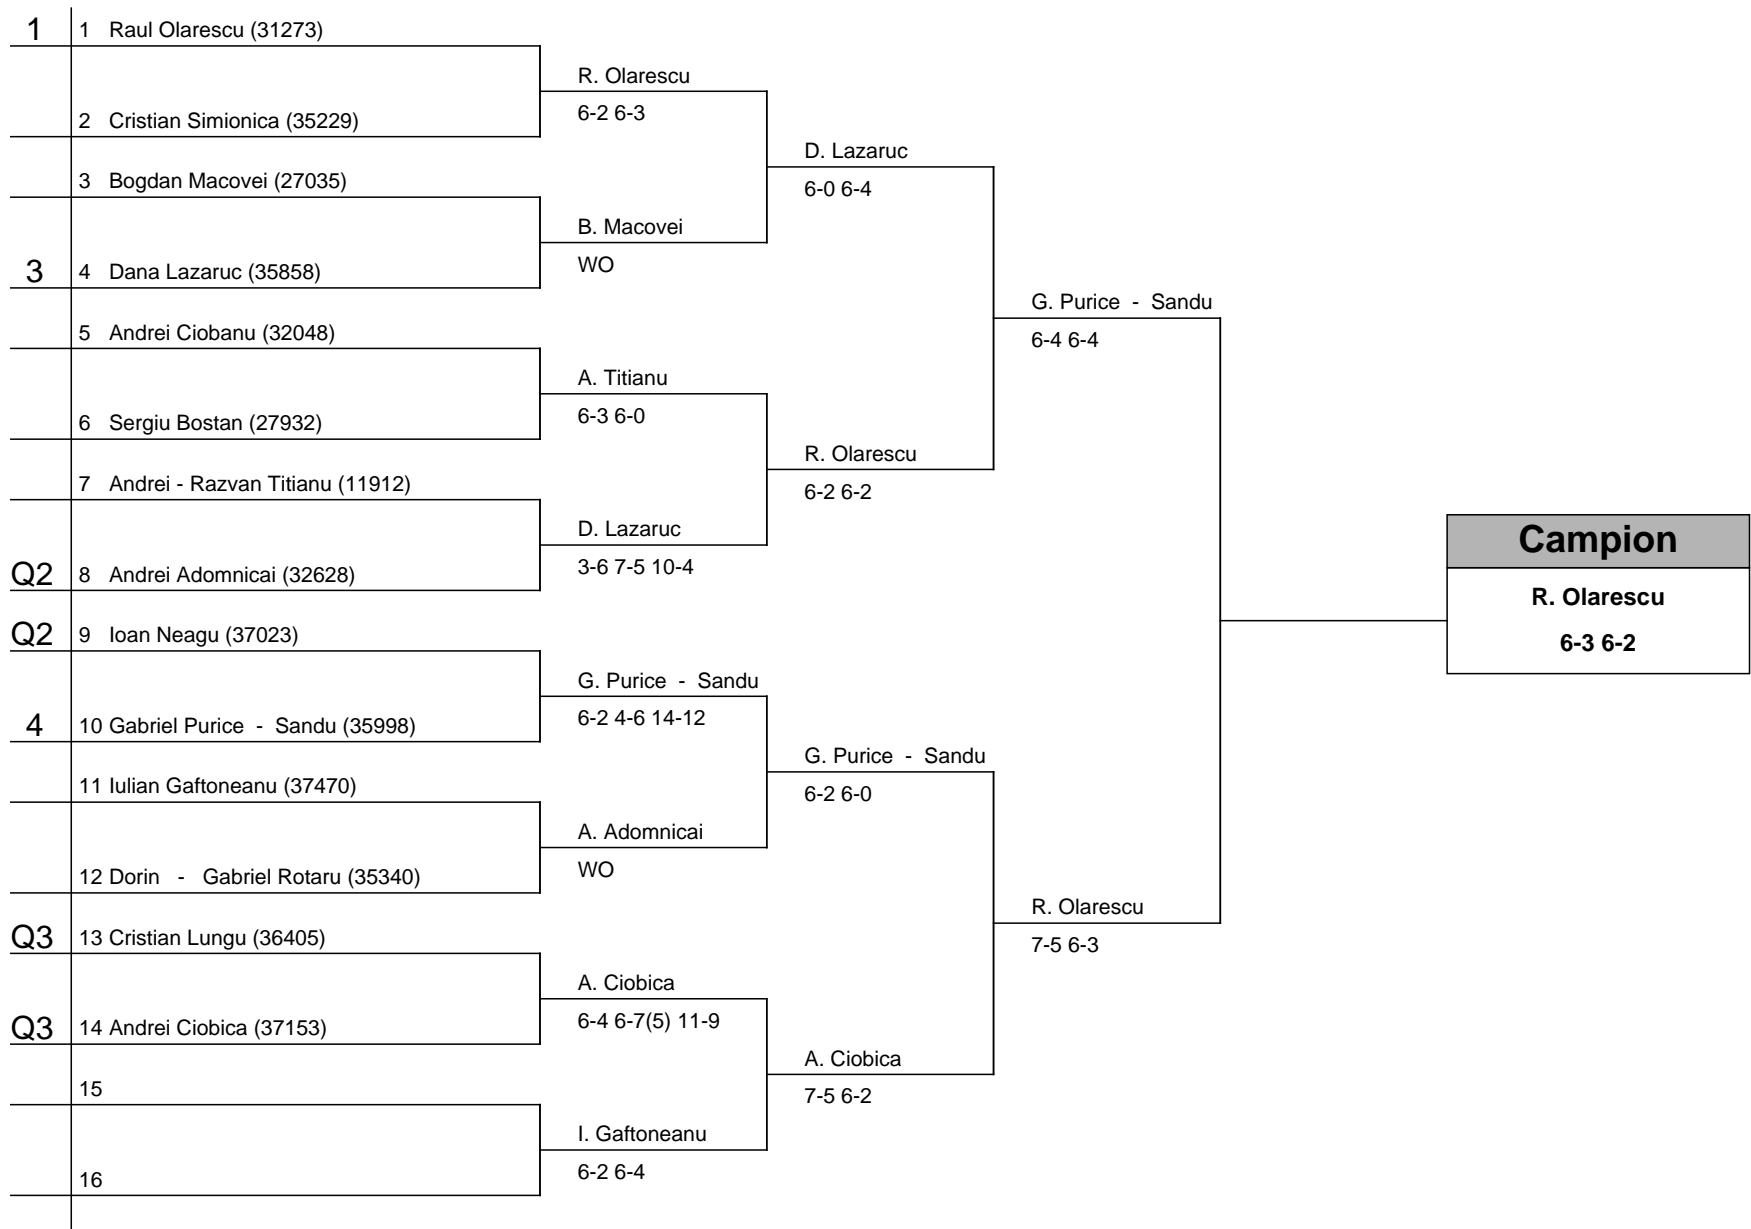 1 1 Raul Olarescu (31273)
R. Olarescu
6-2 6-3
2 Cristian Simionica (35229)
D. Lazaruc
6-0 6-4
3 Bogdan Macovei (27035)
B. Macovei
WO
3 4 Dana Lazaruc (35858)
G. Purice - Sandu
6-4 6-4
5 Andrei Ciobanu (32048)
A. Titianu
6-3 6-0
6 Sergiu Bostan (27932)
R. Olarescu
6-2 6-2
7 Andrei - Razvan Titianu (11912)
D. Lazaruc
3-6 7-5 10-4
Q2 8 Andrei Adomnicai (32628)
Campion
R. Olarescu
6-3 6-2
Q2 9 Ioan Neagu (37023)
G. Purice - Sandu
6-2 4-6 14-12
4 10 Gabriel Purice - Sandu (35998)
G. Purice - Sandu
6-2 6-0
11 Iulian Gaftoneanu (37470)
A. Adomnicai
WO
12 Dorin - Gabriel Rotaru (35340)
R. Olarescu
7-5 6-3
Q3 13 Cristian Lungu (36405)
A. Ciobica
6-4 6-7(5) 11-9
Q3 14 Andrei Ciobica (37153)
A. Ciobica
7-5 6-2
15
I. Gaftoneanu
6-2 6-4
16